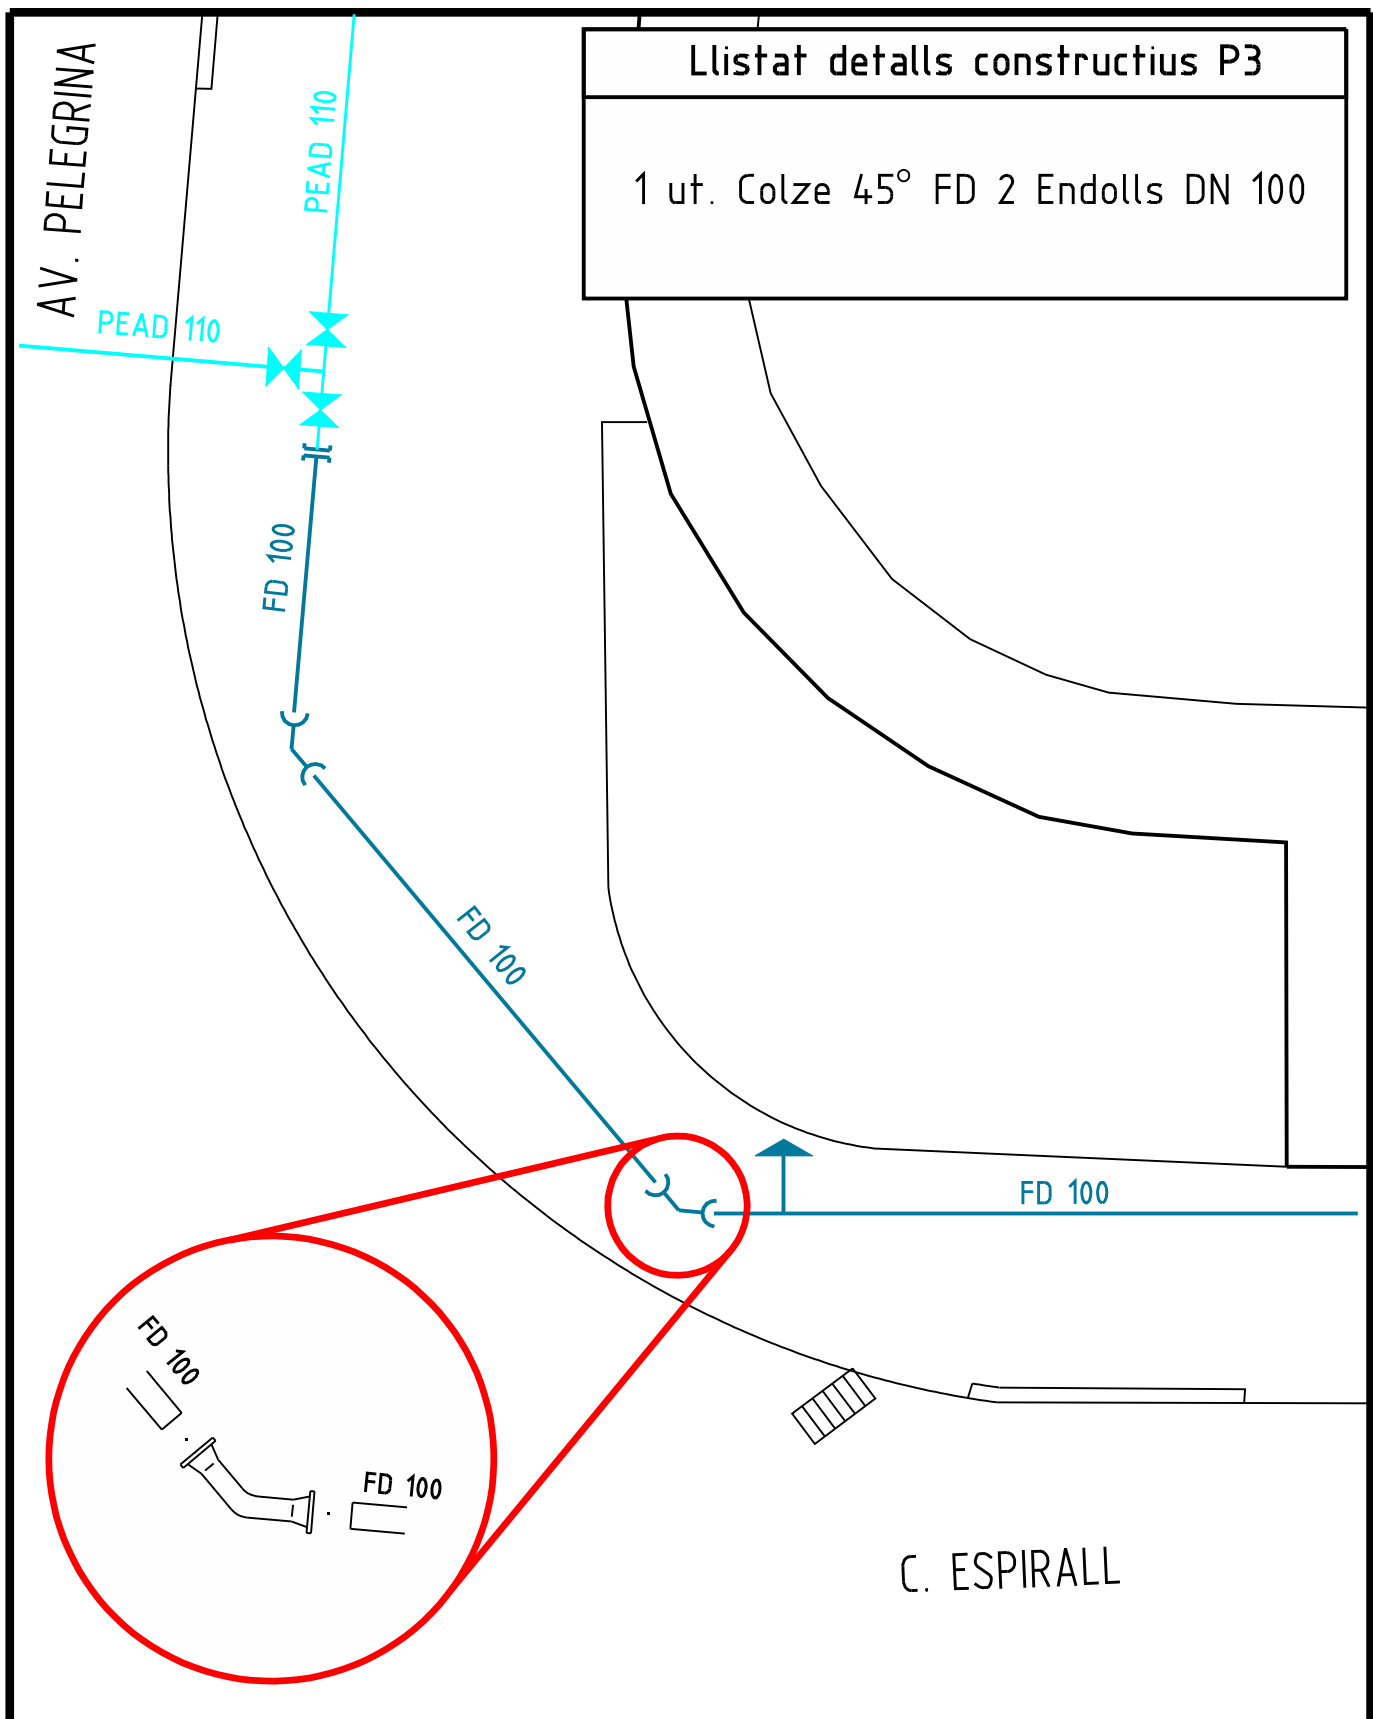 Llistat detalls constructius P3
1 ut. Colze 45° FD 2 Endolls DN 100
AV. PELEGRINA
PEAD 110
PEAD 110
FD 100
FD 100
FD 100
FD 100
FD 100
C. ESPIRALL